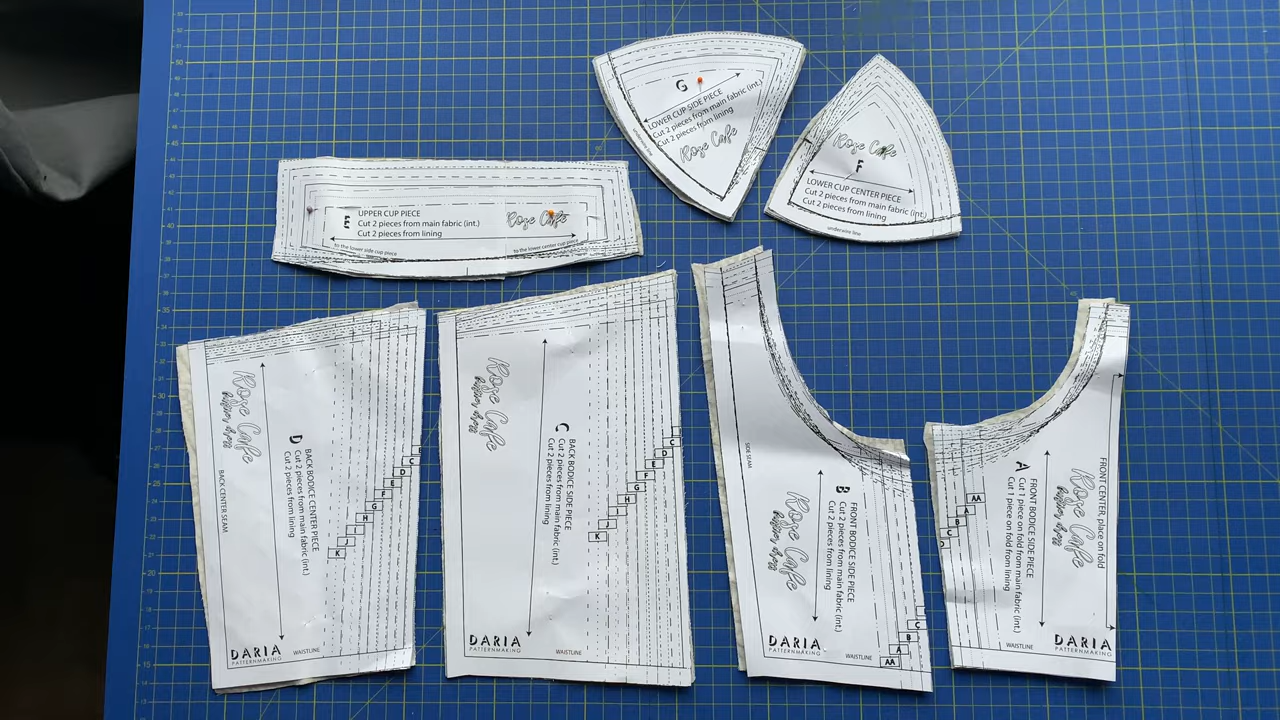 G
LOWER CUP SIDE PIECE
Cut 2 pieces from main fabric (int.)
Cut 2 pieces from lining
Rose Cafe
underwire line
Rose Cafe
F
LOWER CUP CENTER PIECE
Cut 2 pieces from main fabric (int.)
Cut 2 pieces from lining
underwire line
E
UPPER CUP PIECE
Cut 2 pieces from main fabric (int.)
Cut 2 pieces from lining
Rose Cafe
to the lower side cup piece
to the lower center cup piece
Rose Cafe
D
BACK BODICE CENTER PIECE
Cut 2 pieces from main fabric (int.)
Cut 2 pieces from lining
BACK CENTER SEAM
C
D
E
F
G
H
I
J
K
DARIA
PATTERNMAKING
WAISTLINE
Rose Cafe
C
BACK BODICE SIDE PIECE
Cut 2 pieces from main fabric (int.)
Cut 2 pieces from lining
C
D
E
F
G
H
I
J
K
DARIA
PATTERNMAKING
WAISTLINE
SIDE SEAM
B
FRONT BODICE SIDE PIECE
Cut 2 pieces from main fabric (int.)
Cut 2 pieces from lining
Rose Cafe
C
B
A
AA
DARIA
PATTERNMAKING
WAISTLINE
FRONT CENTER, place on fold
Rose Cafe
A
FRONT BODICE SIDE PIECE
Cut 1 piece on fold from main fabric (int.)
Cut 1 piece on fold from lining
AA
A
B
C
D
WAISTLINE
DARIA
PATTERNMAKING